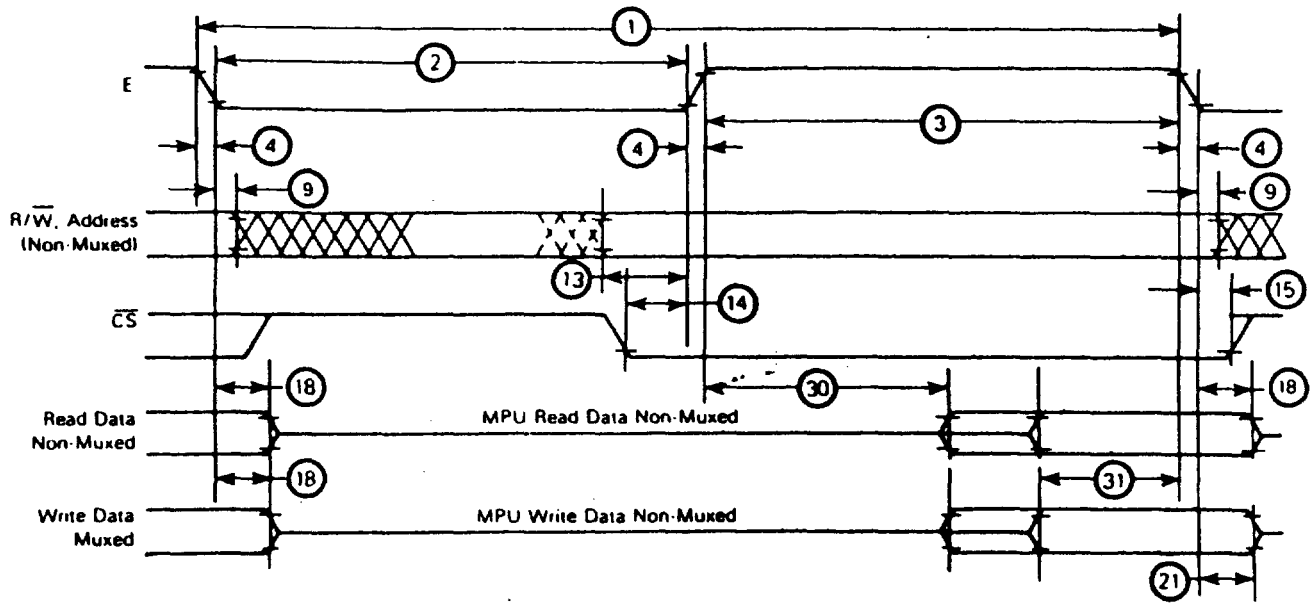 1
2
E
3
4
4
4
9
9
R/W̅, Address
(Non-Muxed)
13
14
15
C̅S̅
18
30
18
Read Data
Non-Muxed
MPU Read Data Non-Muxed
18
31
Write Data
Muxed
MPU Write Data Non-Muxed
21